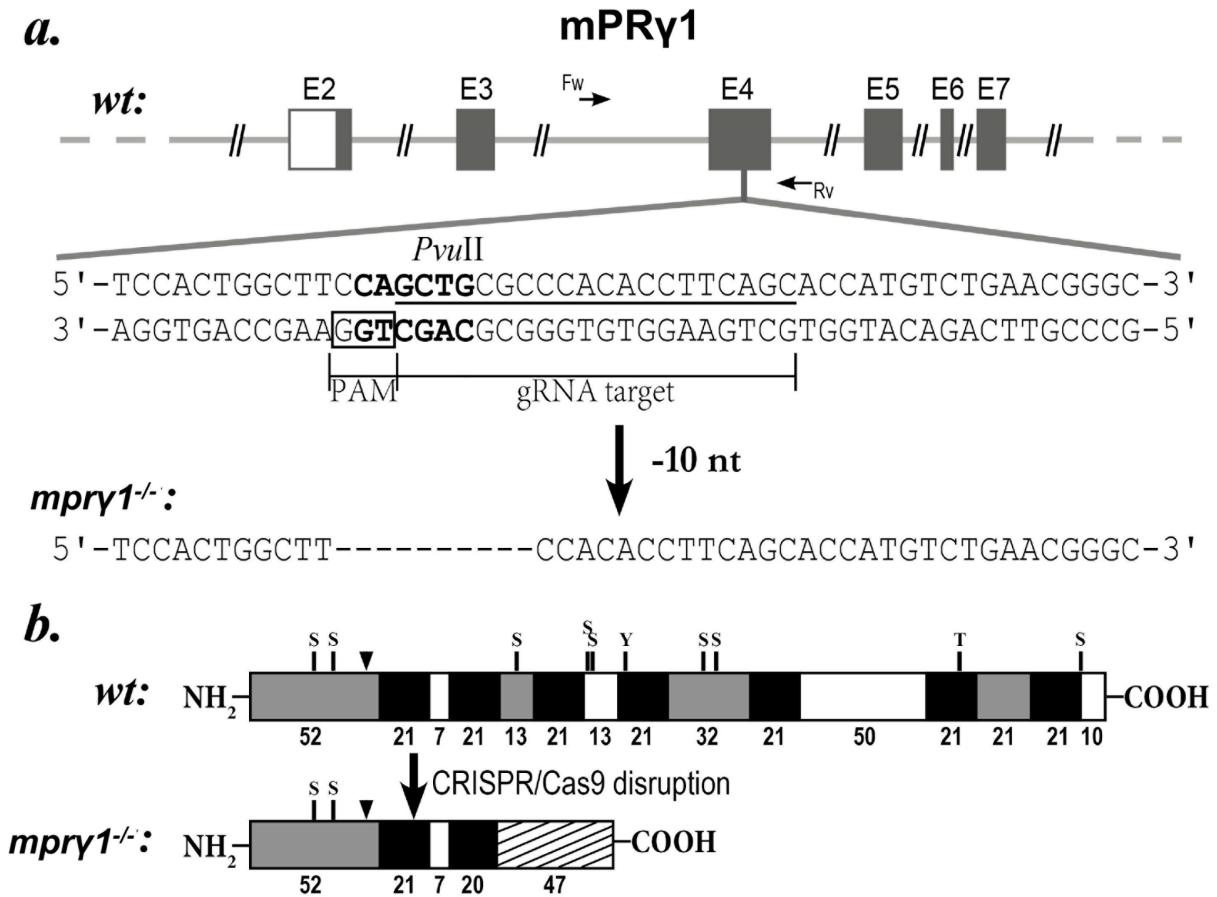 a.
mPRγ1
wt:
E2 E3 Fw E4 E5 E6 E7
Rv
PvuII
5'-TCCACTGGCTTCCAGCTGCGCCCACACCTTCAGCACCATGTCTGAACGGGC-3'
3'-AGGTGACCGAAGGTCGACGCGGGTGTGGAAGTCGTGGTACAGACTTGCCCG-5'
PAM gRNA target
-10 nt
mprγ1-/-:
5'-TCCACTGGCTT----------CCACACCTTCAGCACCATGTCTGAACGGGC-3'
b.
S S S S S Y S S T S
wt: NH2 COOH
52 21 7 21 13 21 13 21 32 21 50 21 21 21 10
CRISPR/Cas9 disruption
S S
mprγ1-/-: NH2 COOH
52 21 7 20 47